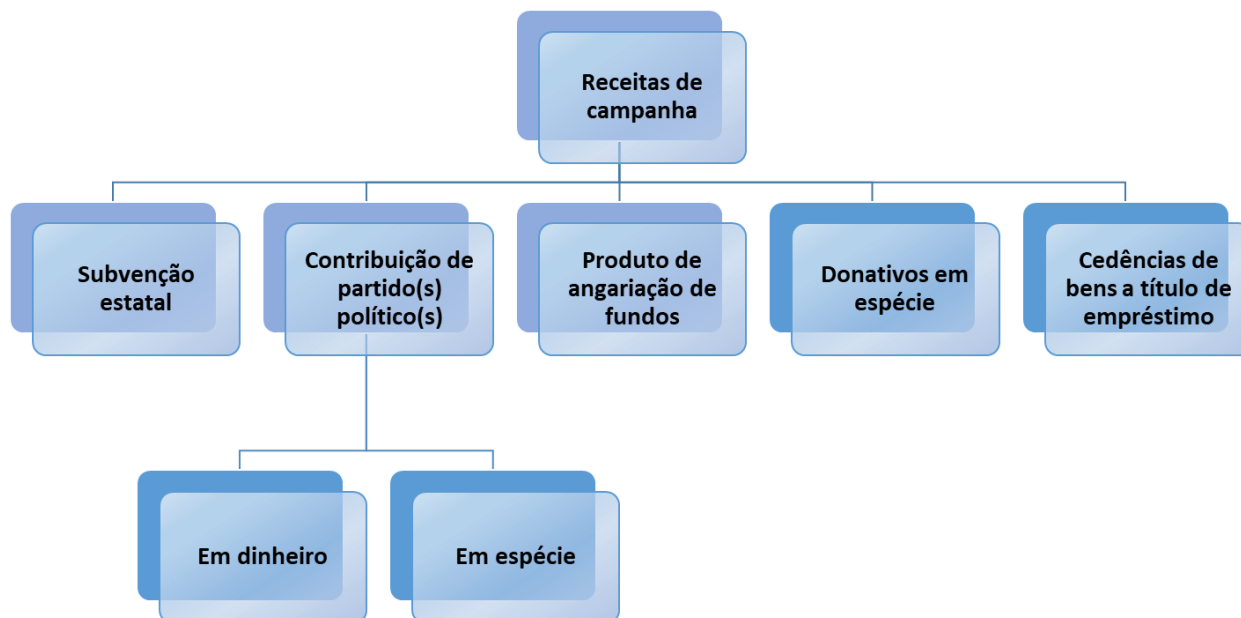 Receitas de
campanha
Subvenção
estatal
Contribuição de
partido(s)
político(s)
Produto de
angariação de
fundos
Donativos em
espécie
Cedências de
bens a título de
empréstimo
Em dinheiro
Em espécie